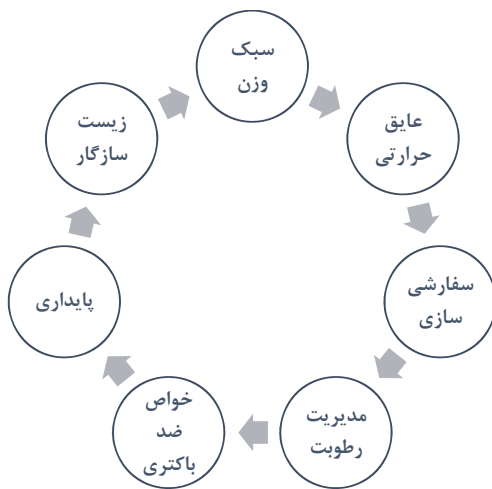 سبک
وزن
عایق
حرارتی
سفارشی
سازی
مدیریت
رطوبت
خواص
ضد
باکتری
پایداری
زیست
سازگار